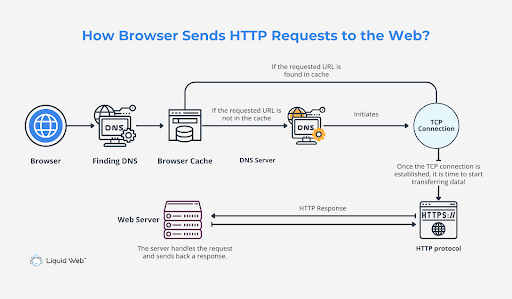 How Browser Sends HTTP Requests to the Web?
If the requested URL is
found in cache
If the requested URL is
not in the cache
Initiates
DNS
DNS
TCP
Connection
Browser
Finding DNS
Browser Cache
DNS Server
Once the TCP connection is
established, it is time to start
transferring data!
HTTP Response
Web Server
HTTPS://
The server handles the request
and sends back a response.
HTTP protocol
Liquid Web™